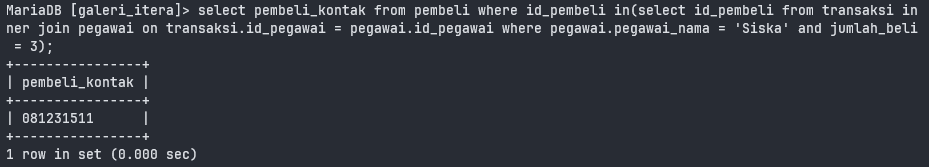 MariaDB [galeri_itera]> select pembeli_kontak from pembeli where id_pembeli in(select id_pembeli from transaksi in
ner join pegawai on transaksi.id_pegawai = pegawai.id_pegawai where pegawai.pegawai_nama = 'Siska' and jumlah_beli
 = 3);
+----------------+
| pembeli_kontak |
+----------------+
| 081231511      |
+----------------+
1 row in set (0.000 sec)